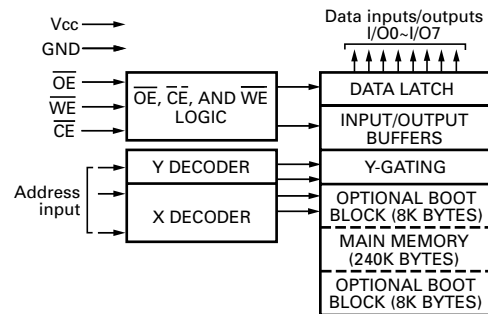 Vcc
GND
OE
WE
CE
OE, CE, AND WE
LOGIC
Y DECODER
X DECODER
Address
input
Data inputs/outputs
I/O0~I/O7
DATA LATCH
INPUT/OUTPUT
BUFFERS
Y-GATING
OPTIONAL BOOT
BLOCK (8K BYTES)
MAIN MEMORY
(240K BYTES)
OPTIONAL BOOT
BLOCK (8K BYTES)